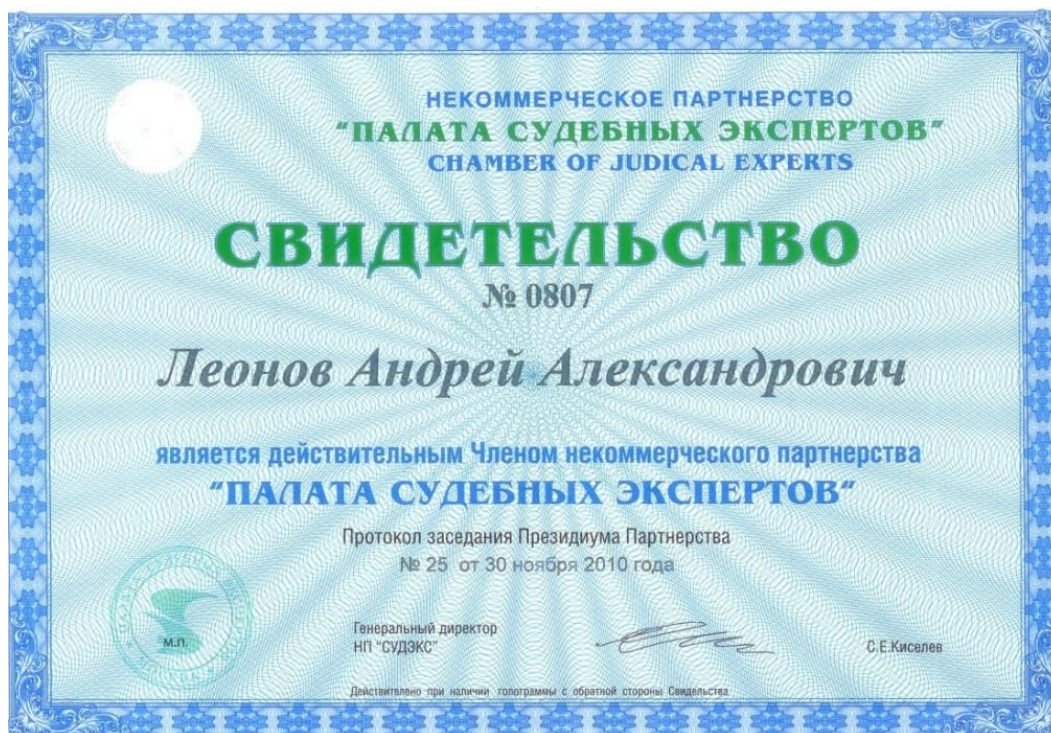 НЕКОММЕРЧЕСКОЕ ПАРТНЕРСТВО
"ПАЛАТА СУДЕБНЫХ ЭКСПЕРТОВ"
CHAMBER OF JUDICAL EXPERTS
СВИДЕТЕЛЬСТВО
№ 0807
Леонов Андрей Александрович
является действительным Членом некоммерческого партнерства
"ПАЛАТА СУДЕБНЫХ ЭКСПЕРТОВ"
Протокол заседания Президиума Партнерства
№ 25 от 30 ноября 2010 года
М.П.
Генеральный директор
НП "СУДЭКС"
С.Е.Киселев
Действительно при наличии голограммы с обратной стороны Свидельства